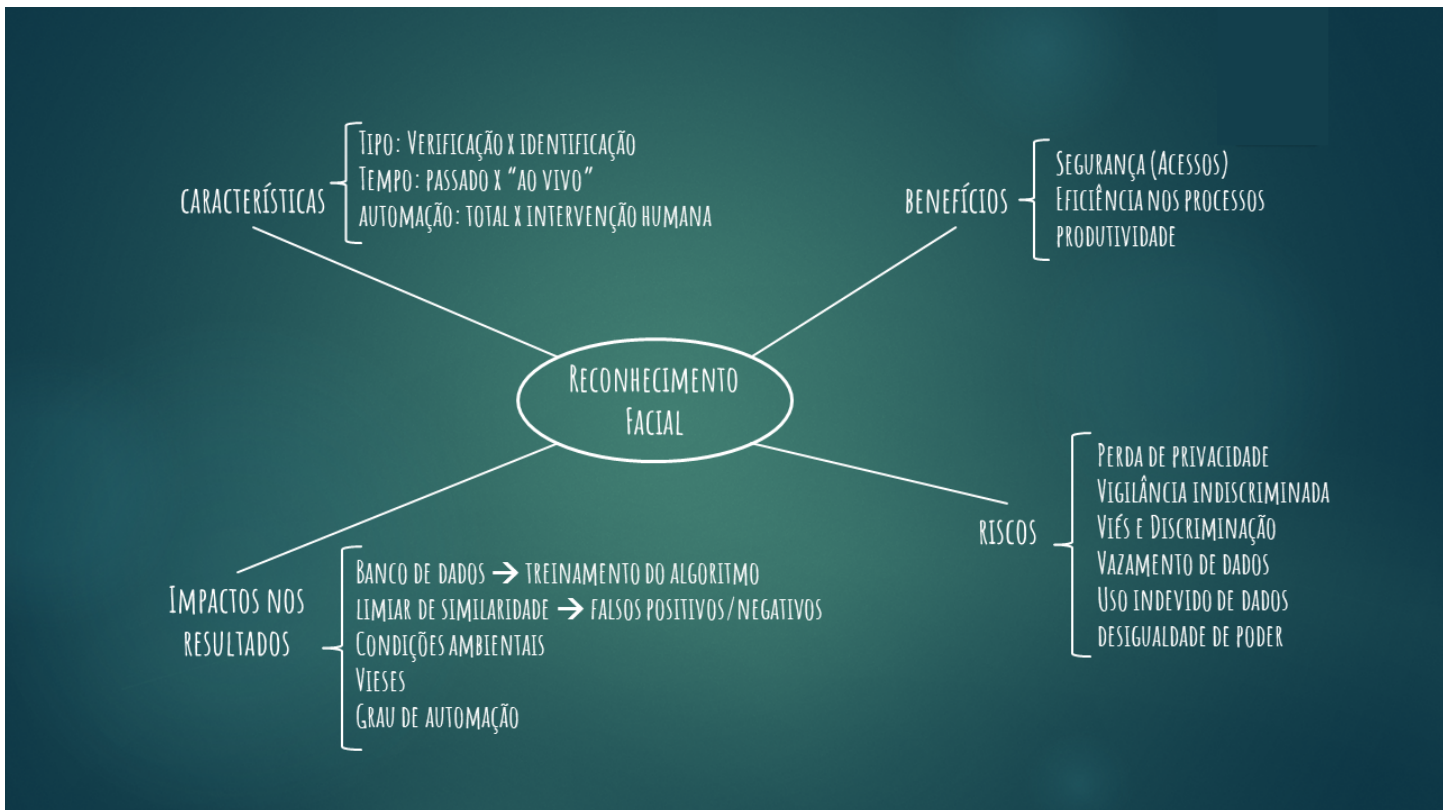 CARACTERÍSTICAS
TIPO: VERIFICAÇÃO X IDENTIFICAÇÃO
TEMPO: PASSADO X “AO VIVO”
AUTOMAÇÃO: TOTAL X INTERVENÇÃO HUMANA
BENEFÍCIOS
SEGURANÇA (ACESSOS)
EFICIÊNCIA NOS PROCESSOS
PRODUTIVIDADE
RECONHECIMENTO
FACIAL
IMPACTOS NOS
RESULTADOS
BANCO DE DADOS → TREINAMENTO DO ALGORITMO
LIMIAR DE SIMILARIDADE → FALSOS POSITIVOS/NEGATIVOS
CONDIÇÕES AMBIENTAIS
VIESES
GRAU DE AUTOMAÇÃO
RISCOS
PERDA DE PRIVACIDADE
VIGILÂNCIA INDISCRIMINADA
VIÉS E DISCRIMINAÇÃO
VAZAMENTO DE DADOS
USO INDEVIDO DE DADOS
DESIGUALDADE DE PODER